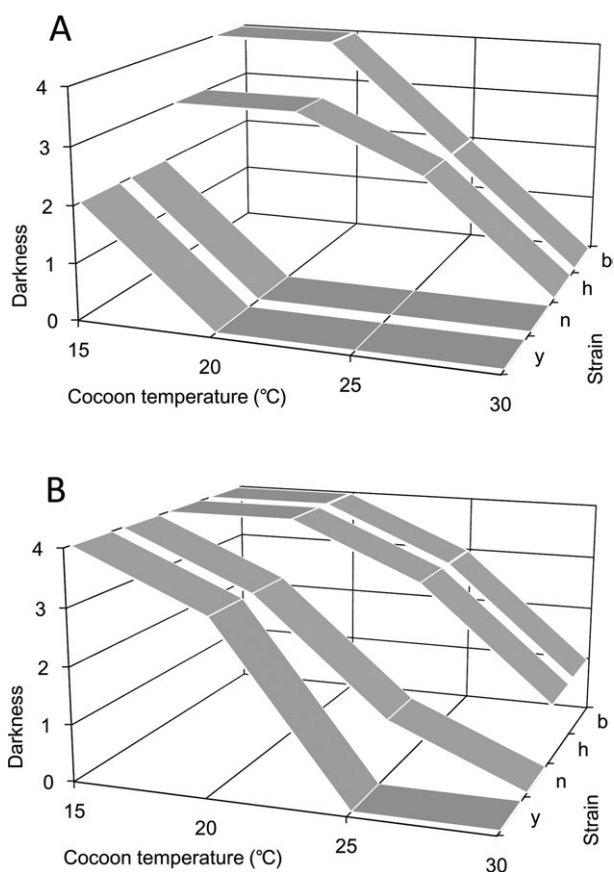 A
4
3
2
1
0
Darkness
15
20
25
30
Cocoon temperature (℃)
b
h
n
y
Strain
B
4
3
2
1
0
Darkness
15
20
25
30
Cocoon temperature (℃)
b
h
n
y
Strain